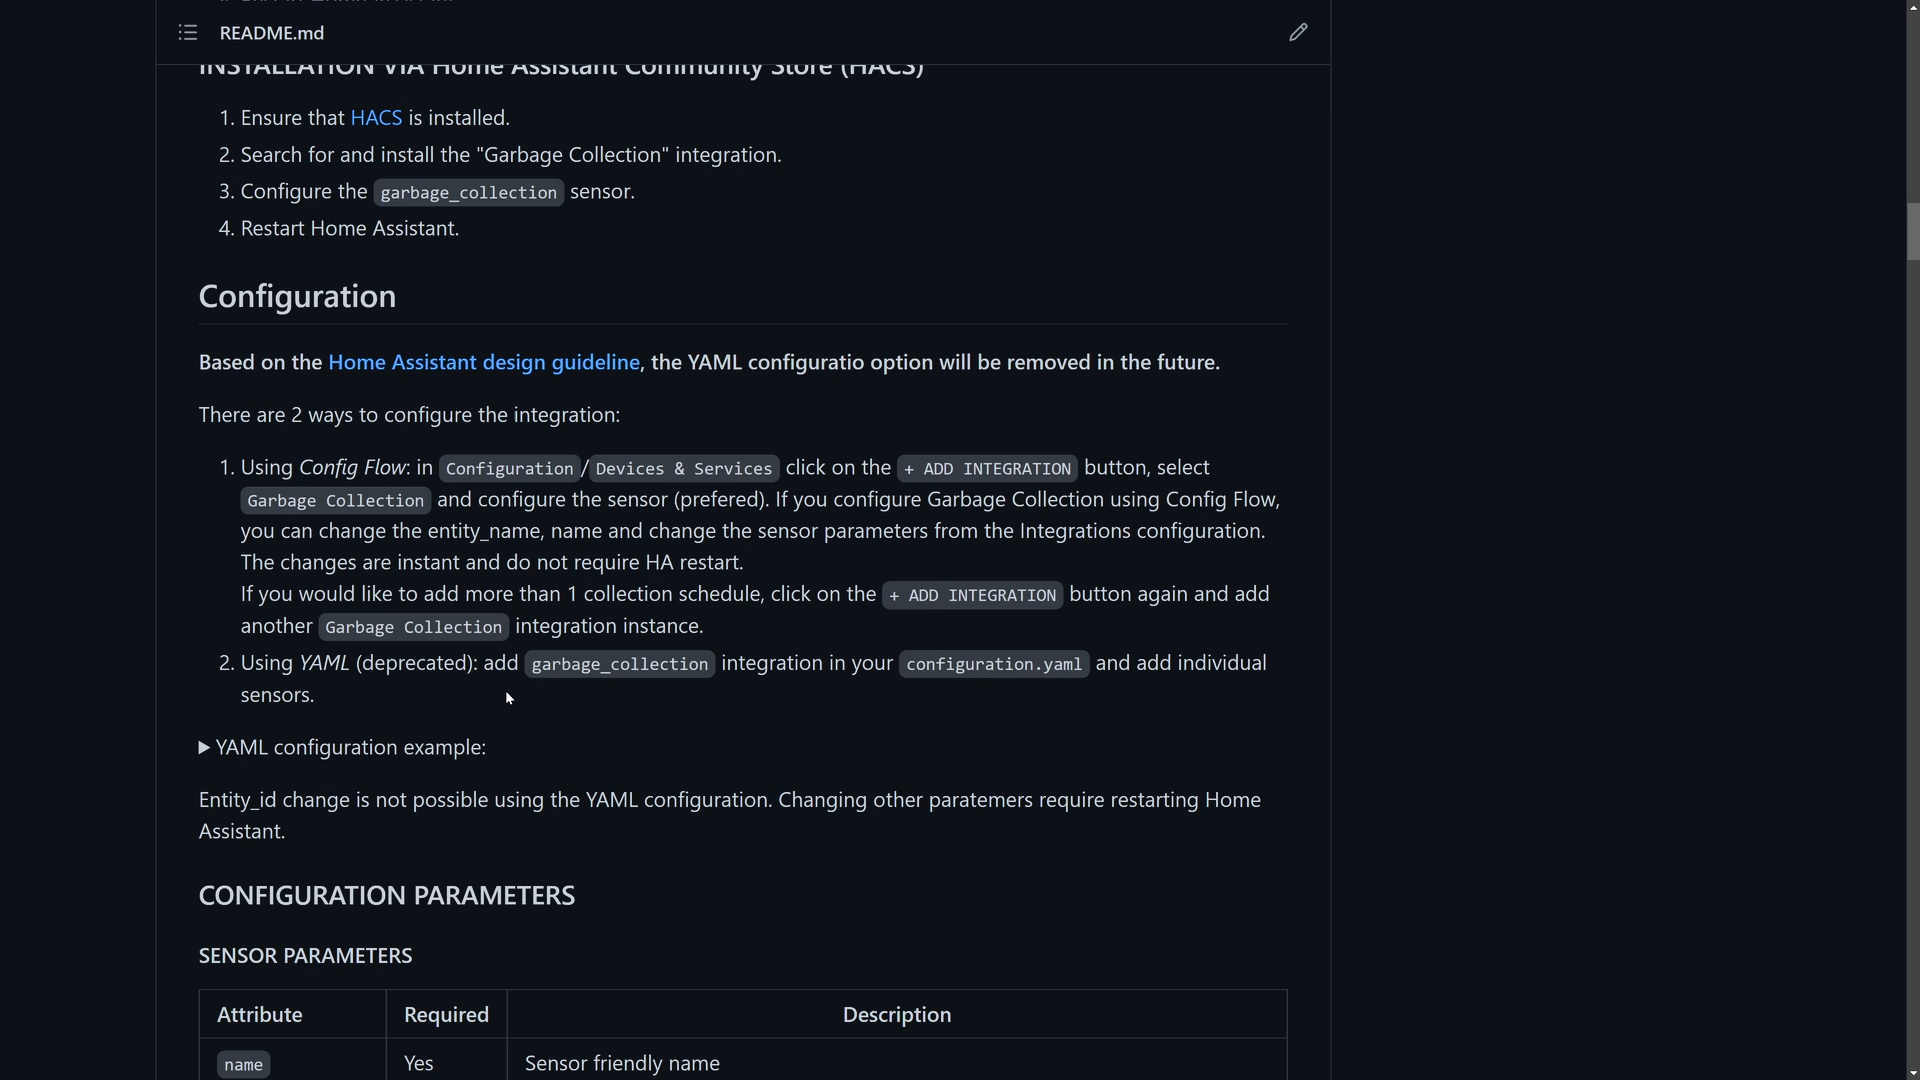 README.md
INSTALLATION VIA Home Assistant Community Store (HACS)
1. Ensure that HACS is installed.
2. Search for and install the "Garbage Collection" integration.
3. Configure the garbage_collection sensor.
4. Restart Home Assistant.
Configuration
Based on the Home Assistant design guideline, the YAML configuratio option will be removed in the future.
There are 2 ways to configure the integration:
1. Using Config Flow: in Configuration/Devices & Services click on the + ADD INTEGRATION button, select
Garbage Collection and configure the sensor (prefered). If you configure Garbage Collection using Config Flow,
you can change the entity_name, name and change the sensor parameters from the Integrations configuration.
The changes are instant and do not require HA restart.
If you would like to add more than 1 collection schedule, click on the + ADD INTEGRATION button again and add
another Garbage Collection integration instance.
2. Using YAML (deprecated): add garbage_collection integration in your configuration.yaml and add individual
sensors.
YAML configuration example:
Entity_id change is not possible using the YAML configuration. Changing other paratemers require restarting Home
Assistant.
CONFIGURATION PARAMETERS
SENSOR PARAMETERS
Attribute Required Description
name Yes Sensor friendly name